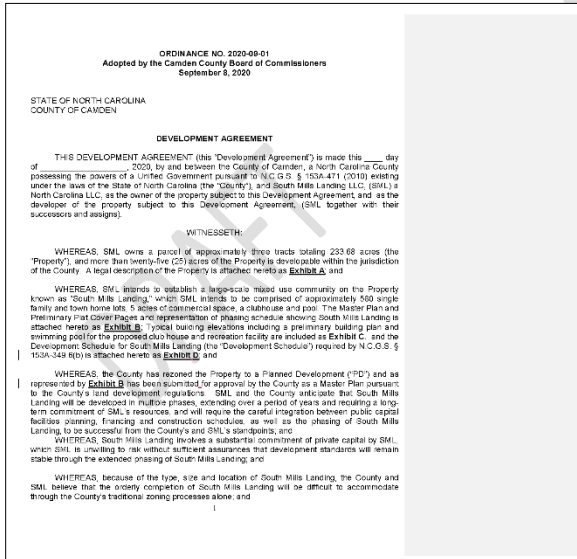 ORDINANCE NO. 2020-09-01
Adopted by the Camden County Board of Commissioners
September 8, 2020
STATE OF NORTH CAROLINA
COUNTY OF CAMDEN
DEVELOPMENT AGREEMENT
THIS DEVELOPMENT AGREEMENT (this "Development Agreement") is made this ____ day
of ________________, 2020, by and between the County of Camden, a North Carolina County
possessing the powers of a Unified Government pursuant to N.C.G.S. § 153A-471 (2010) existing
under the laws of the State of North Carolina (the "County"), and South Mills Landing LLC, (SML) a
North Carolina LLC, as the owner of the property subject to this Development Agreement, and as the
developer of the property subject to this Development Agreement, (SML together with their
successors and assigns).
WITNESSETH:
WHEREAS, SML owns a parcel of approximately three tracts totaling 233.68 acres (the
"Property"), and more than twenty-five (25) acres of the Property is developable within the jurisdiction
of the County. A legal description of the Property is attached hereto as Exhibit A; and
WHEREAS, SML intends to establish a large-scale mixed use community on the Property
known as "South Mills Landing," which SML intends to be comprised of approximately 580 single
family and town home lots, 5 acres of commercial space, a clubhouse and pool. The Master Plan and
Preliminary Plat Cover Pages and representation of phasing schedule showing South Mills Landing is
attached hereto as Exhibit B; Typical building elevations including a preliminary building plan and
swimming pool for the proposed club house and recreation facility are included as Exhibit C, and the
Development Schedule for South Mills Landing (the "Development Schedule") required by N.C.G.S. §
153A-349.6(b) is attached hereto as Exhibit D; and
WHEREAS, the County has rezoned the Property to a Planned Development ("PD") and as
represented by Exhibit B has been submitted for approval by the County as a Master Plan pursuant
to the County's land development regulations. SML and the County anticipate that South Mills
Landing will be developed in multiple phases, extending over a period of years and requiring a long-
term commitment of SML's resources, and will require the careful integration between public capital
facilities planning, financing and construction schedules, as well as the phasing of South Mills
Landing, to be successful from the County's and SML's standpoints; and
WHEREAS, South Mills Landing involves a substantial commitment of private capital by SML,
which SML is unwilling to risk without sufficient assurances that development standards will remain
stable through the extended phasing of South Mills Landing; and
WHEREAS, because of the type, size and location of South Mills Landing, the County and
SML believe that the orderly completion of South Mills Landing will be difficult to accommodate
through the County's traditional zoning processes alone; and
1
DRAFT